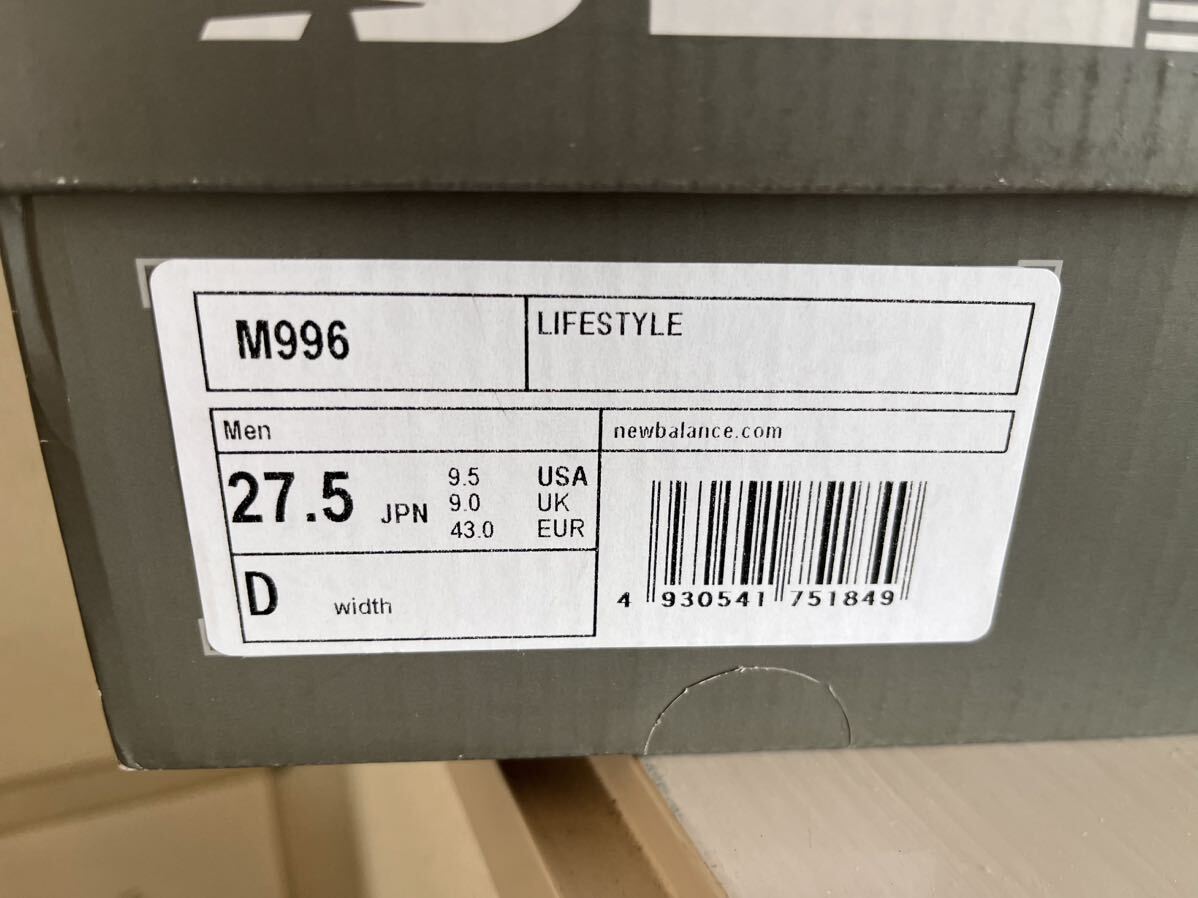 M996
LIFESTYLE
Men
newbalance.com
27.5 JPN
9.5 USA
9.0 UK
43.0 EUR
D width
4 930541 751849